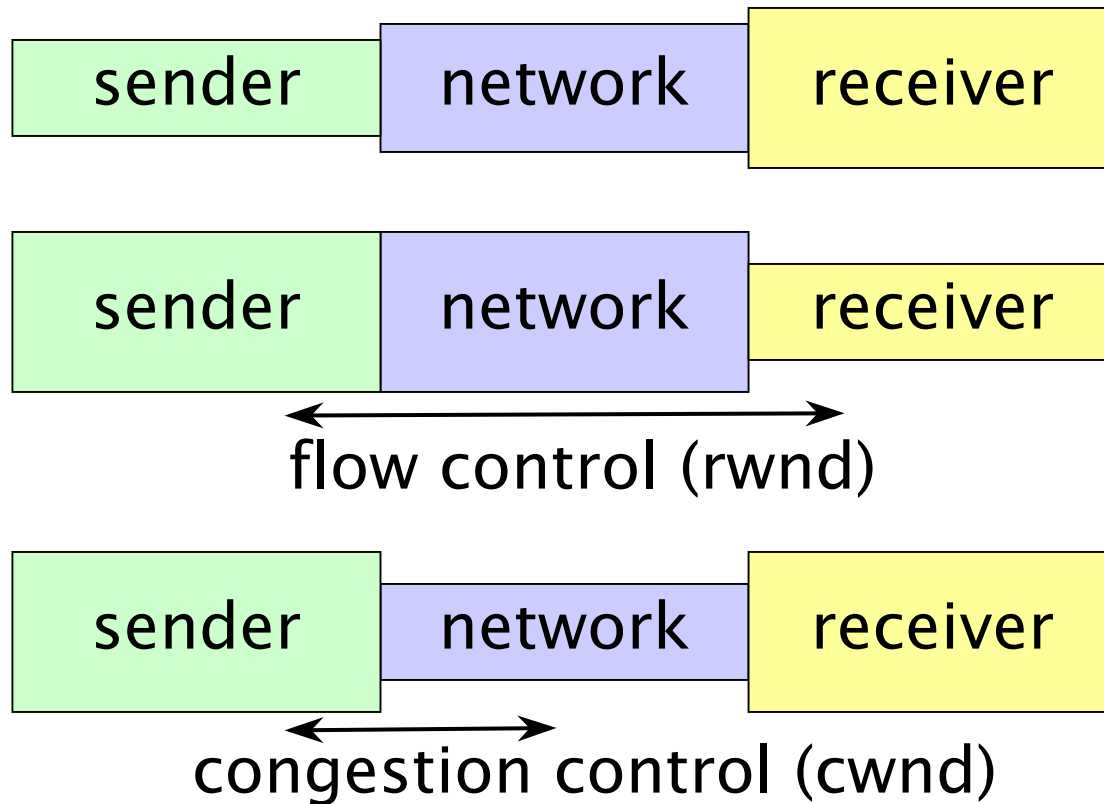 sender network receiver
sender network receiver
flow control (rwnd)
sender network receiver
congestion control (cwnd)